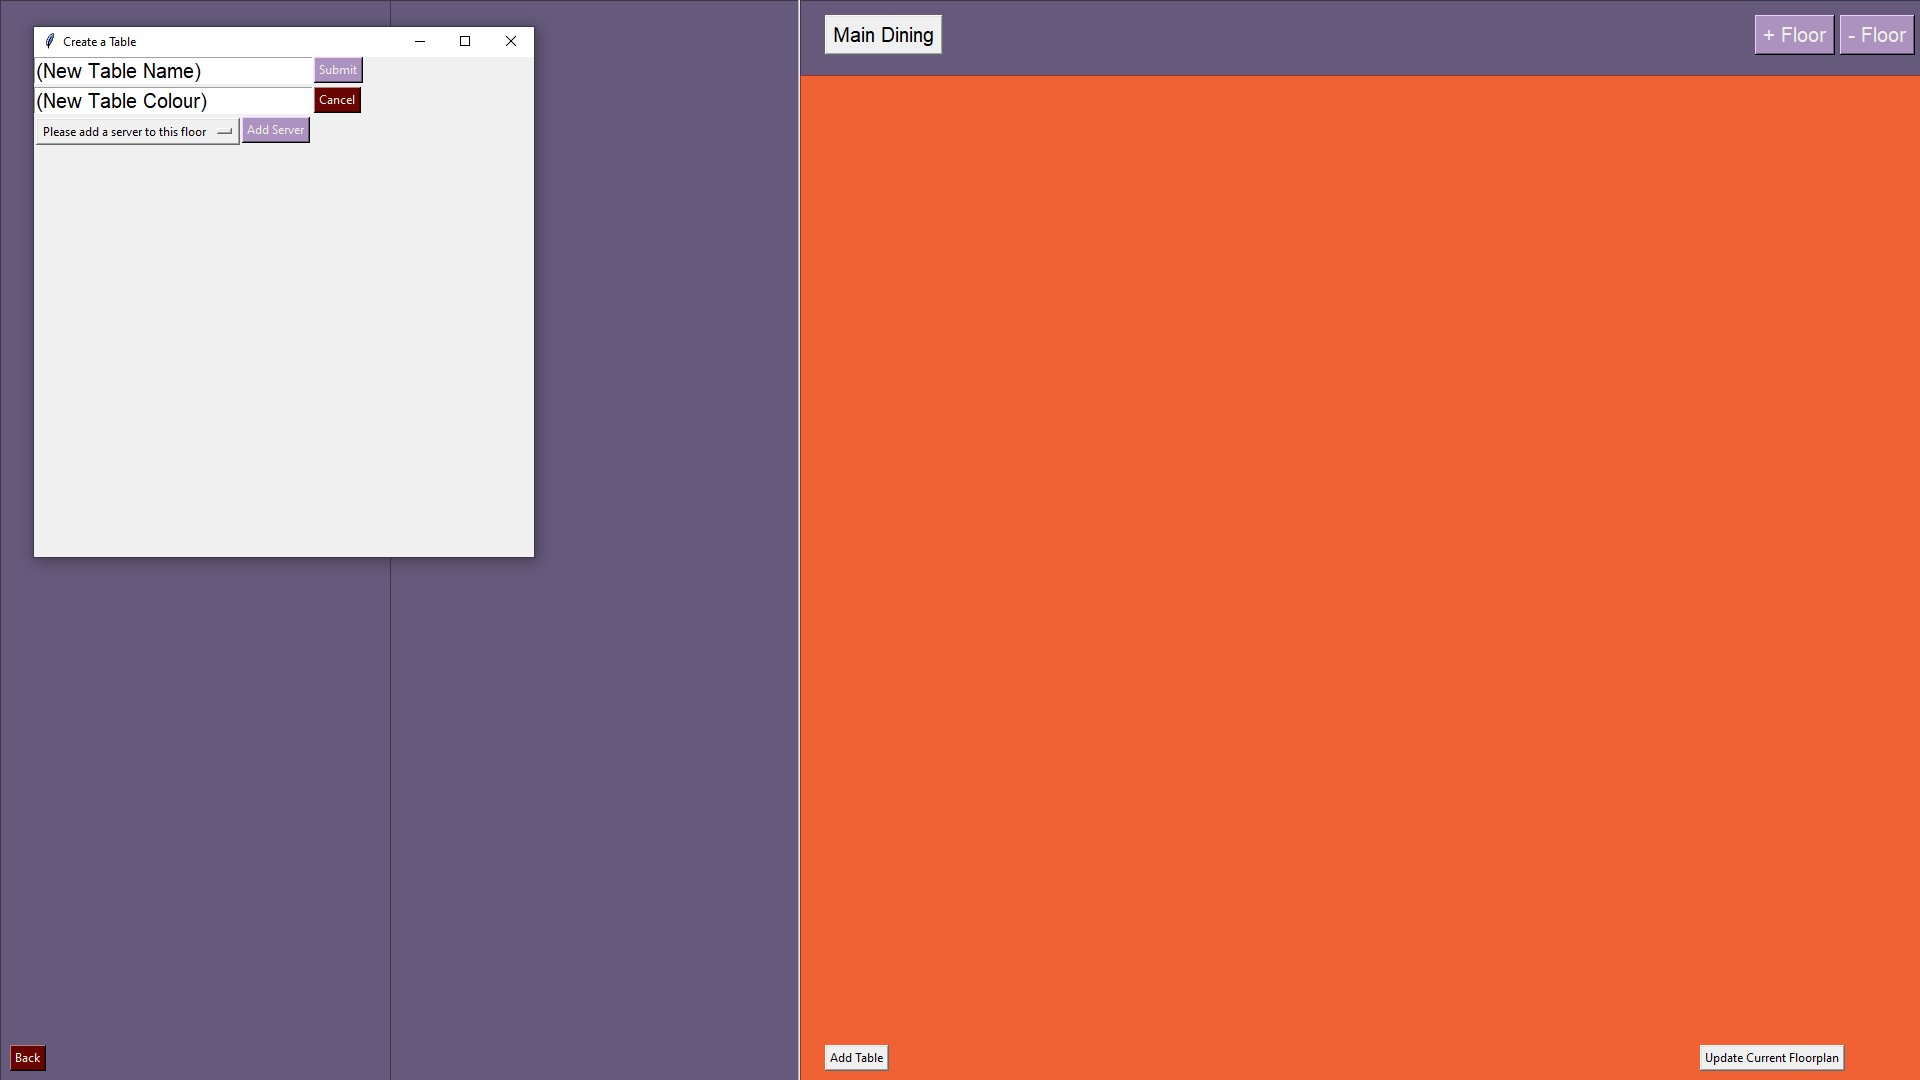 Create a Table
(New Table Name)
Submit
(New Table Colour)
Cancel
Please add a server to this floor
Add Server
Main Dining
+ Floor
- Floor
Back
Add Table
Update Current Floorplan